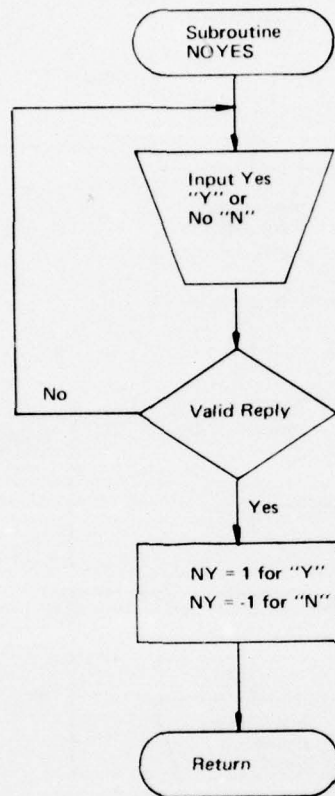 Subroutine
NOYES
Input Yes
"Y" or
No "N"
No
Valid Reply
Yes
NY = 1 for "Y"
NY = -1 for "N"
Return